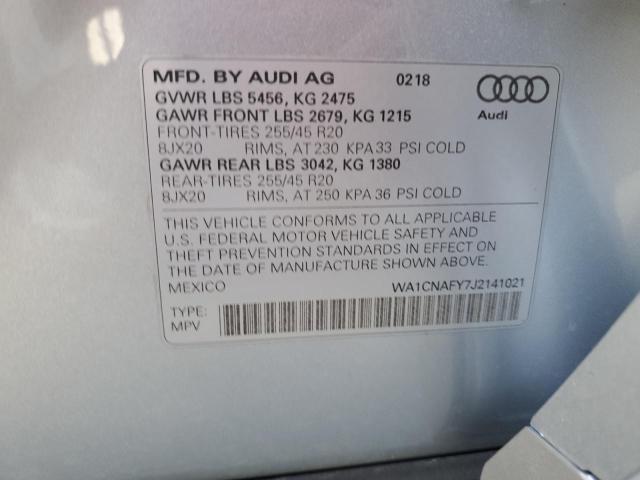 MFD. BY AUDI AG 0218
GVWR LBS 5456, KG 2475
GAWR FRONT LBS 2679, KG 1215
FRONT-TIRES 255/45 R20
8JX20 RIMS, AT 230 KPA 33 PSI COLD
GAWR REAR LBS 3042, KG 1380
REAR-TIRES 255/45 R20
8JX20 RIMS, AT 250 KPA 36 PSI COLD
Audi
THIS VEHICLE CONFORMS TO ALL APPLICABLE
U.S. FEDERAL MOTOR VEHICLE SAFETY AND
THEFT PREVENTION STANDARDS IN EFFECT ON
THE DATE OF MANUFACTURE SHOWN ABOVE.
MEXICO WA1CNAFY7J2141021
TYPE:
MPV